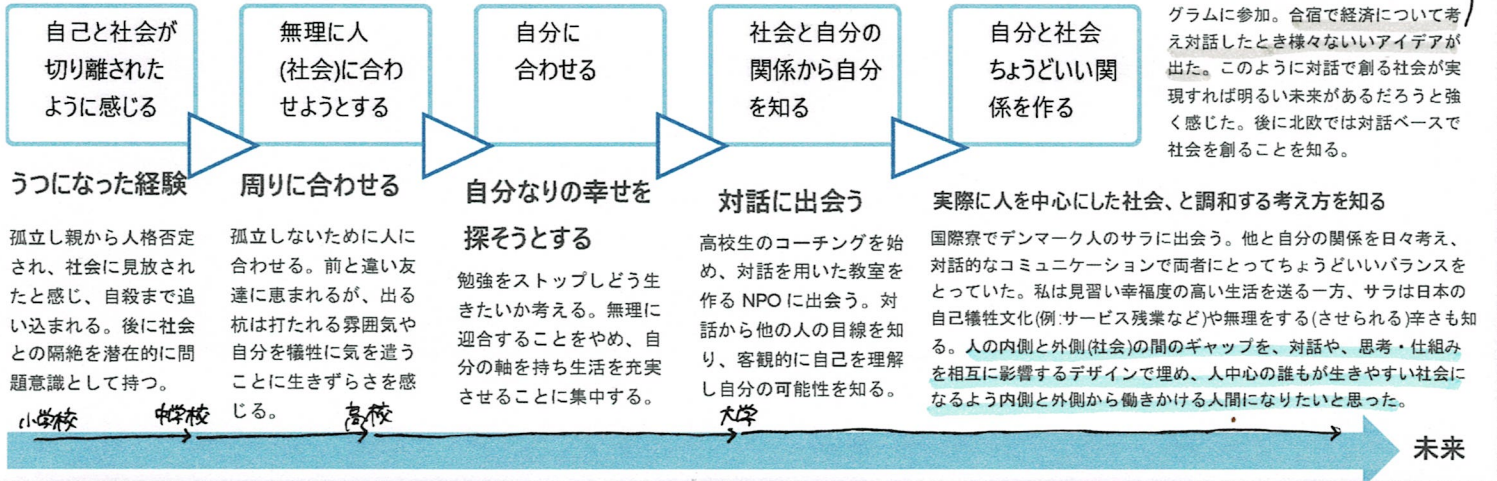 自己と社会が
切り離された
ように感じる
無理に人
(社会)に合わ
せようとする
自分に
合わせる
社会と自分の
関係から自分
を知る
自分と社会
ちょうどいい関
係を作る
グラムに参加。合宿で経済について考
え対話したとき様々ないいアイデアが
出た。このように対話で創る社会が実
現すれば明るい未来があるだろうと強
く感じた。後に北欧では対話ベースで
社会を創ることを知る。
うつになった経験
孤立し親から人格否定
され、社会に見放され
たと感じ、自殺まで追
い込まれる。後に社会
との隔絶を潜在的に問
題意識として持つ。
周りに合わせる
孤立しないために人に
合わせる。前と違い友
達に恵まれるが、出る
杭は打たれる雰囲気や
自分を犠牲に気を遣う
ことに生きずらさを感
じる。
自分なりの幸せを
探そうとする
勉強をストップしどう生
きたいか考える。無理に
迎合することをやめ、自
分の軸を持ち生活を充実
させることに集中する。
対話に出会う
高校生のコーチングを始
め、対話を用いた教室を
作る NPO に出会う。対
話から他の人の目線を知
り、客観的に自己を理解
し自分の可能性を知る。
実際に人を中心にした社会、と調和する考え方を知る
国際寮でデンマーク人のサラに出会う。他と自分の関係を日々考え、
対話的なコミュニケーションで両者にとってちょうどいいバランスを
とっていた。私は見習い幸福度の高い生活を送る一方、サラは日本の
自己犠牲文化(例:サービス残業など)や無理をする(させられる)辛さも知
る。人の内側と外側(社会)の間のギャップを、対話や、思考・仕組み
を相互に影響するデザインで埋め、人中心の誰もが生きやすい社会に
なるよう内側と外側から働きかける人間になりたいと思った。
小学校
中学校
高校
大学
未来